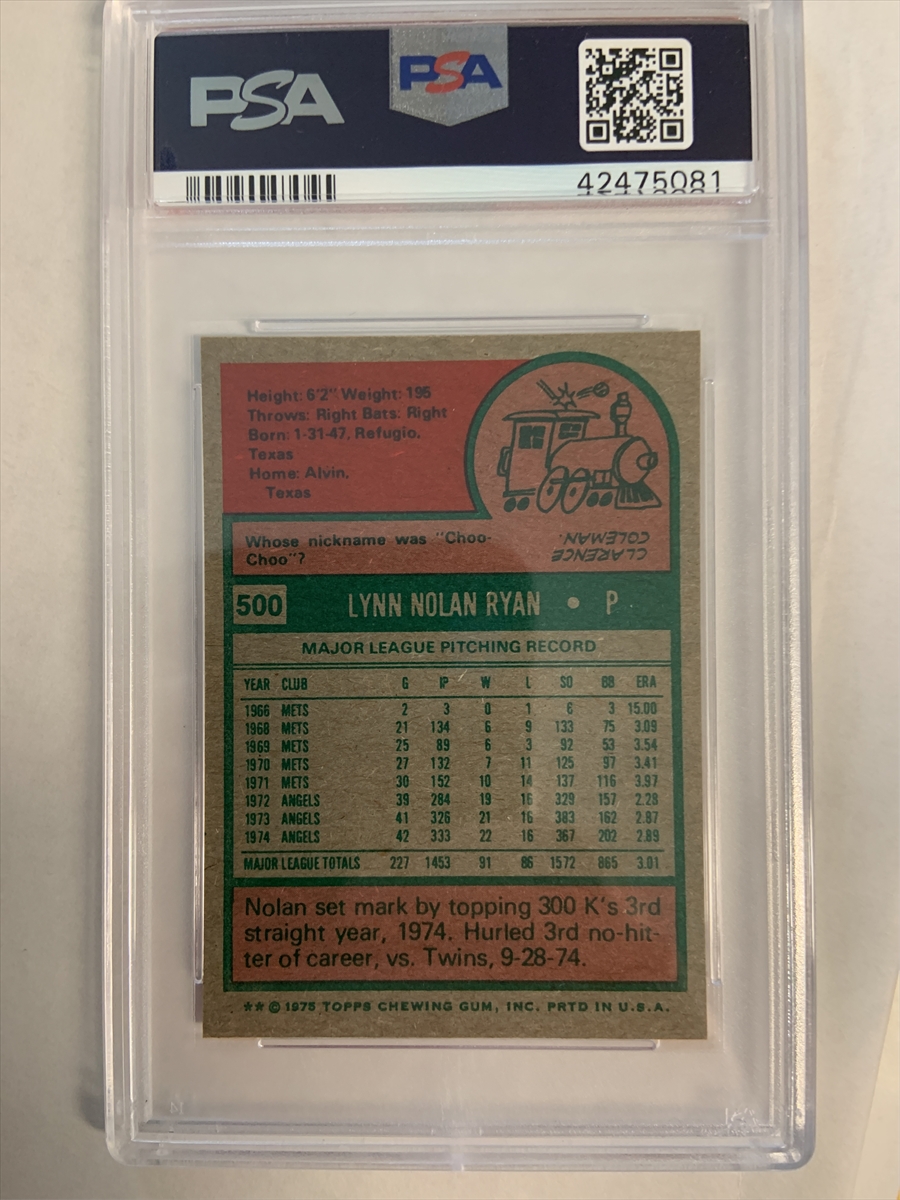 PSA PSA
42475081
Height: 6'2" Weight: 195
Throws: Right Bats: Right
Born: 1-31-47, Refugio,
Texas
Home: Alvin,
Texas
Whose nickname was "Choo-
Choo"?
CLARENCE
COLEMAN.
500 LYNN NOLAN RYAN • P
MAJOR LEAGUE PITCHING RECORD
YEAR CLUB G IP W L SO BB ERA
1966 METS 2 3 0 1 6 3 15.00
1968 METS 21 134 6 9 133 75 3.09
1969 METS 25 89 6 3 92 53 3.54
1970 METS 27 132 7 11 125 97 3.41
1971 METS 30 152 10 14 137 116 3.97
1972 ANGELS 39 284 19 16 329 157 2.28
1973 ANGELS 41 326 21 16 383 162 2.87
1974 ANGELS 42 333 22 16 367 202 2.89
MAJOR LEAGUE TOTALS 227 1453 91 86 1572 865 3.01
Nolan set mark by topping 300 K's 3rd
straight year, 1974. Hurled 3rd no-hit-
ter of career, vs. Twins, 9-28-74.
** © 1975 TOPPS CHEWING GUM, INC. PRTD IN U.S.A.